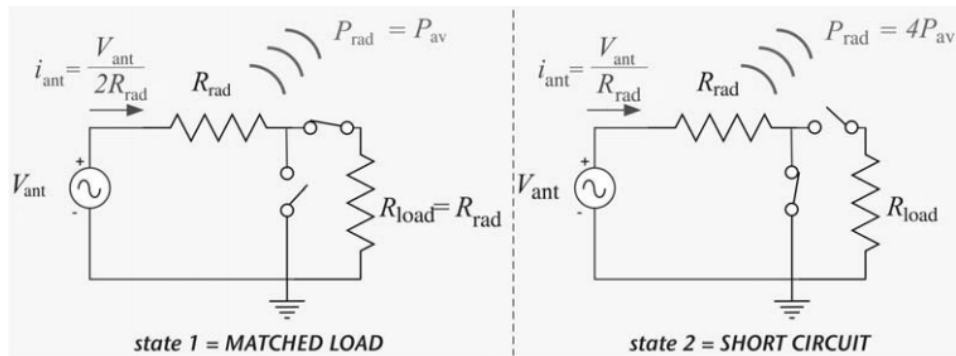 P_rad = P_av
i_ant = V_ant / 2R_rad
R_rad
+
V_ant
-
R_load = R_rad
state 1 = MATCHED LOAD
P_rad = 4P_av
i_ant = V_ant / R_rad
R_rad
+
V_ant
-
R_load
state 2 = SHORT CIRCUIT